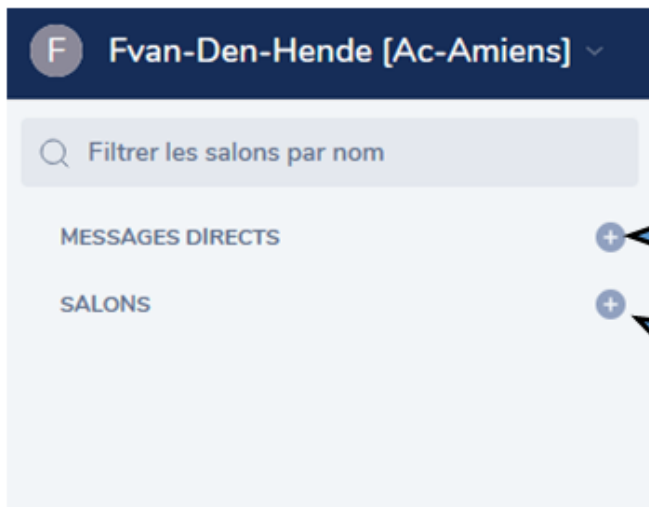 F Fvan-Den-Hende [Ac-Amiens]
Filtrer les salons par nom
MESSAGES DIRECTS
SALONS